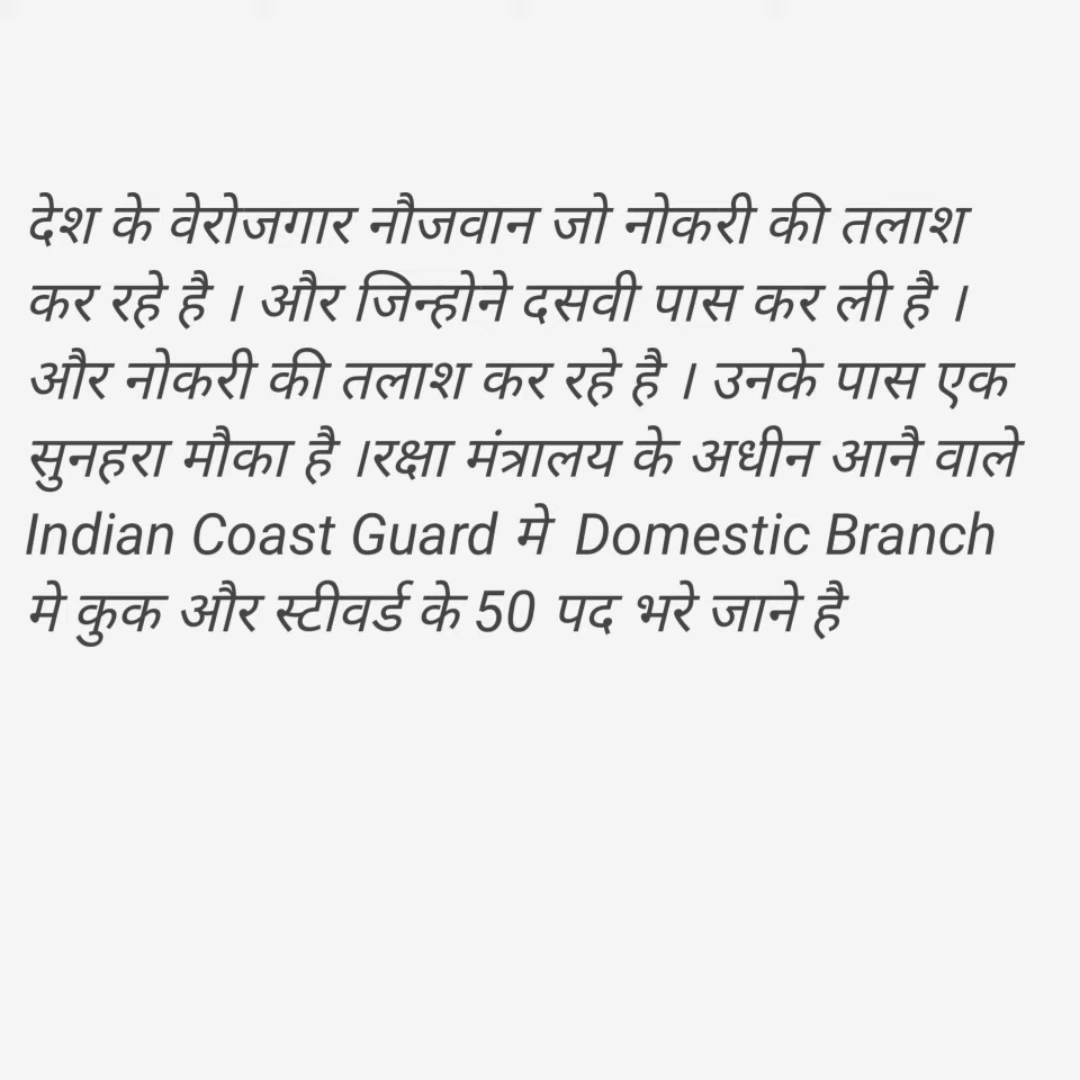 देश के वेरोजगार नौजवान जो नोकरी की तलाश
कर रहे है । और जिन्होने दसवी पास कर ली है ।
और नोकरी की तलाश कर रहे है । उनके पास एक
सुनहरा मौका है ।रक्षा मंत्रालय के अधीन आनै वाले
Indian Coast Guard मे Domestic Branch
मे कुक और स्टीवर्ड के 50 पद भरे जाने है